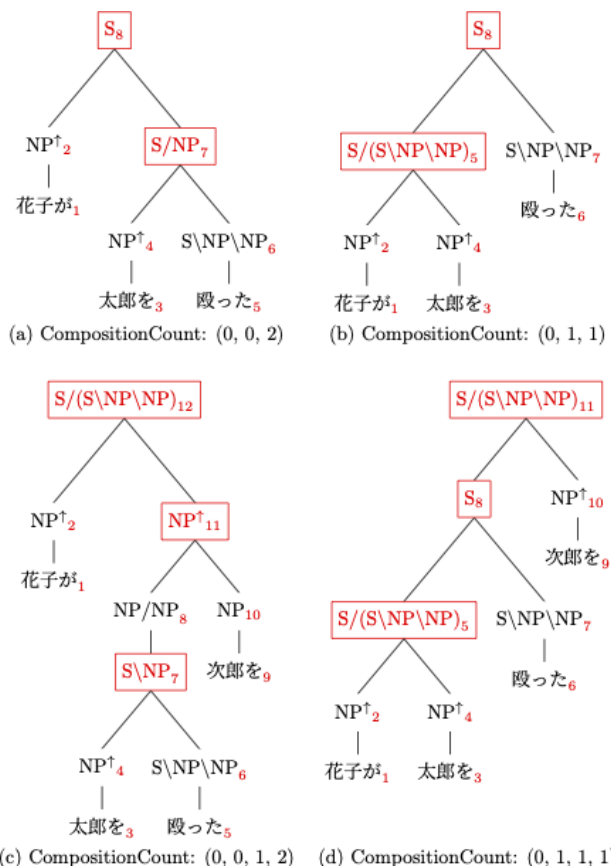 S₈
NP↑₂
S/NP₇
花子が₁
NP↑₄
S\NP\NP₆
太郎を₃
殴った₅
(a) CompositionCount: (0, 0, 2)
S₈
S/(S\NP\NP)₅
S\NP\NP₇
NP↑₂
NP↑₄
殴った₆
花子が₁
太郎を₃
(b) CompositionCount: (0, 1, 1)
S/(S\NP\NP)₁₂
NP↑₂
NP↑₁₁
花子が₁
NP/NP₈
NP₁₀
S\NP₇
次郎を₉
NP↑₄
S\NP\NP₆
太郎を₃
殴った₅
(c) CompositionCount: (0, 0, 1, 2)
S/(S\NP\NP)₁₁
S₈
NP↑₁₀
次郎を₉
S/(S\NP\NP)₅
S\NP\NP₇
NP↑₂
NP↑₄
殴った₆
花子が₁
太郎を₃
(d) CompositionCount: (0, 1, 1, 1